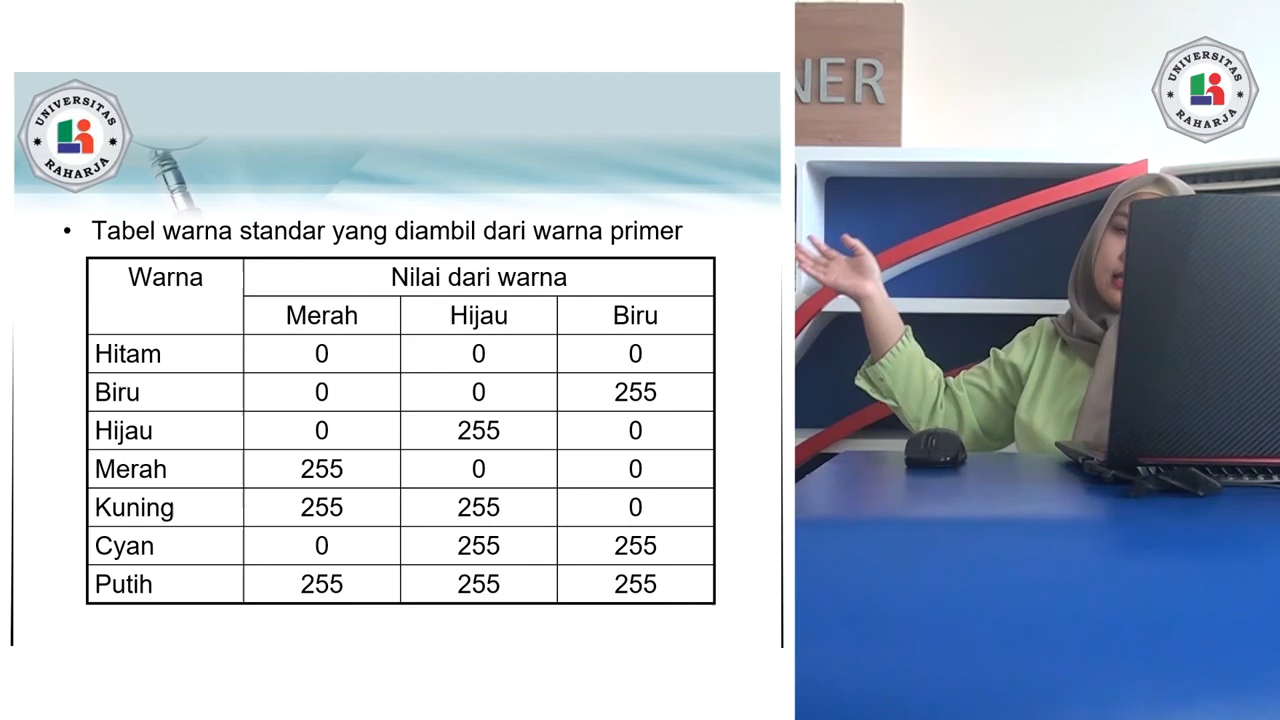 UNIVERSITAS
RAHARJA
• Tabel warna standar yang diambil dari warna primer
Warna Nilai dari warna
Merah Hijau Biru
Hitam 0 0 0
Biru 0 0 255
Hijau 0 255 0
Merah 255 0 0
Kuning 255 255 0
Cyan 0 255 255
Putih 255 255 255
NER
UNIVERSITAS
RAHARJA